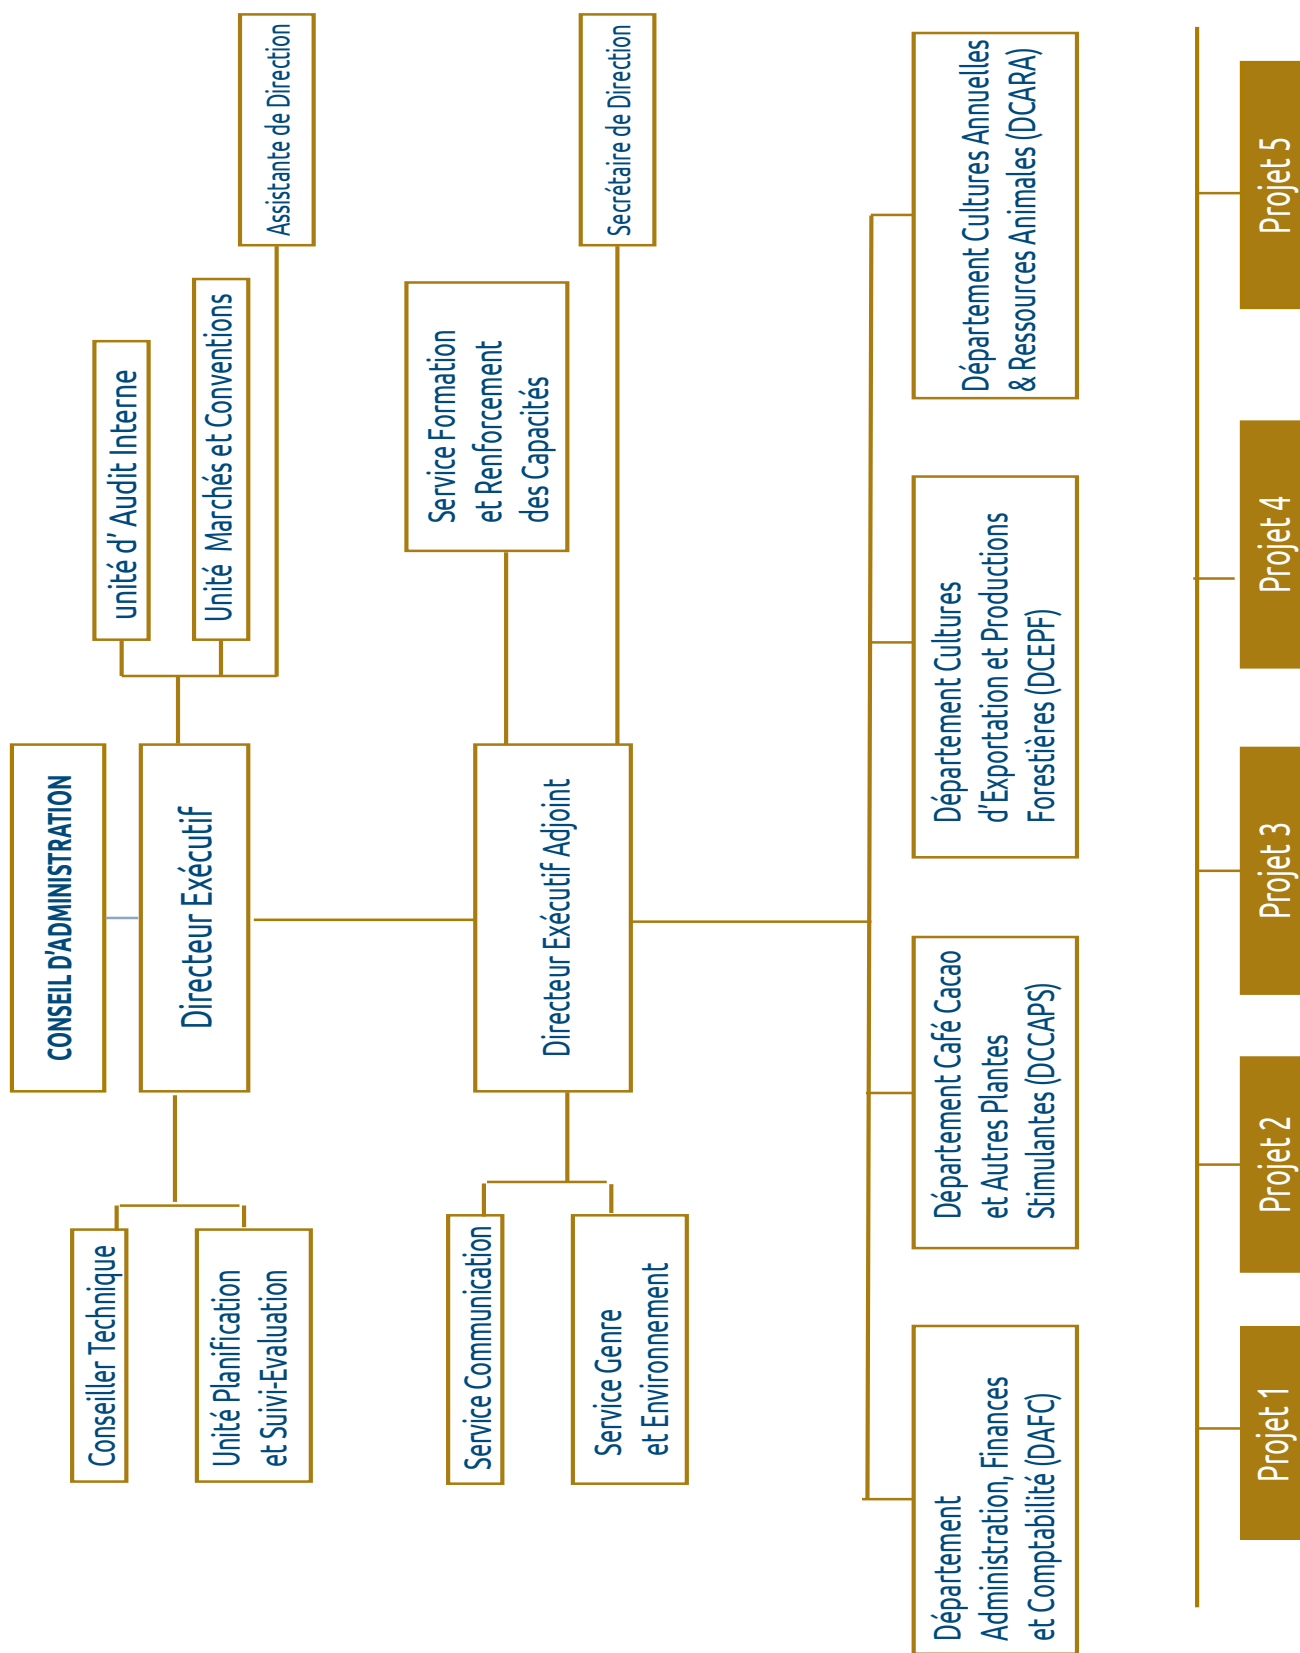 CONSEIL D'ADMINISTRATION
Directeur Exécutif
Conseiller Technique
Unité Planification
et Suivi-Evaluation
unité d' Audit Interne
Unité Marchés et Conventions
Assistante de Direction
Directeur Exécutif Adjoint
Service Communication
Service Genre
et Environnement
Service Formation
et Renforcement
des Capacités
Secrétaire de Direction
Département
Administration, Finances
et Comptabilité (DAFC)
Département Café Cacao
et Autres Plantes
Stimulantes (DCCAPS)
Département Cultures
d'Exportation et Productions
Forestières (DCEPF)
Département Cultures Annuelles
& Ressources Animales (DCARA)
Projet 1
Projet 2
Projet 3
Projet 4
Projet 5